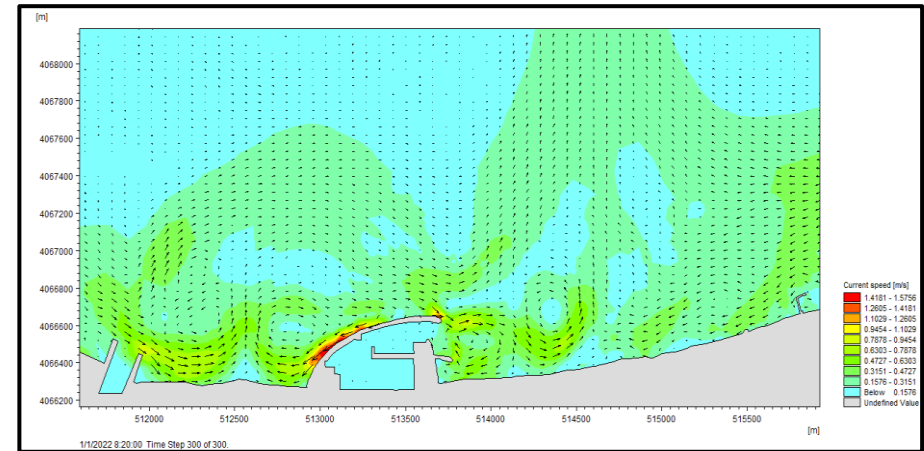 [m]
4068000
4067800
4067600
4067400
4067200
4067000
4066800
4066600
4066400
4066200
512000 512500 513000 513500 514000 514500 515000 515500
[m]
1/1/2022 8:20:00 Time Step 300 of 300.
Current speed [m/s]
1.4181 - 1.5756
1.2605 - 1.4181
1.1029 - 1.2605
0.9454 - 1.1029
0.7878 - 0.9454
0.6303 - 0.7878
0.4727 - 0.6303
0.3151 - 0.4727
0.1576 - 0.3151
Below 0.1576
Undefined Value